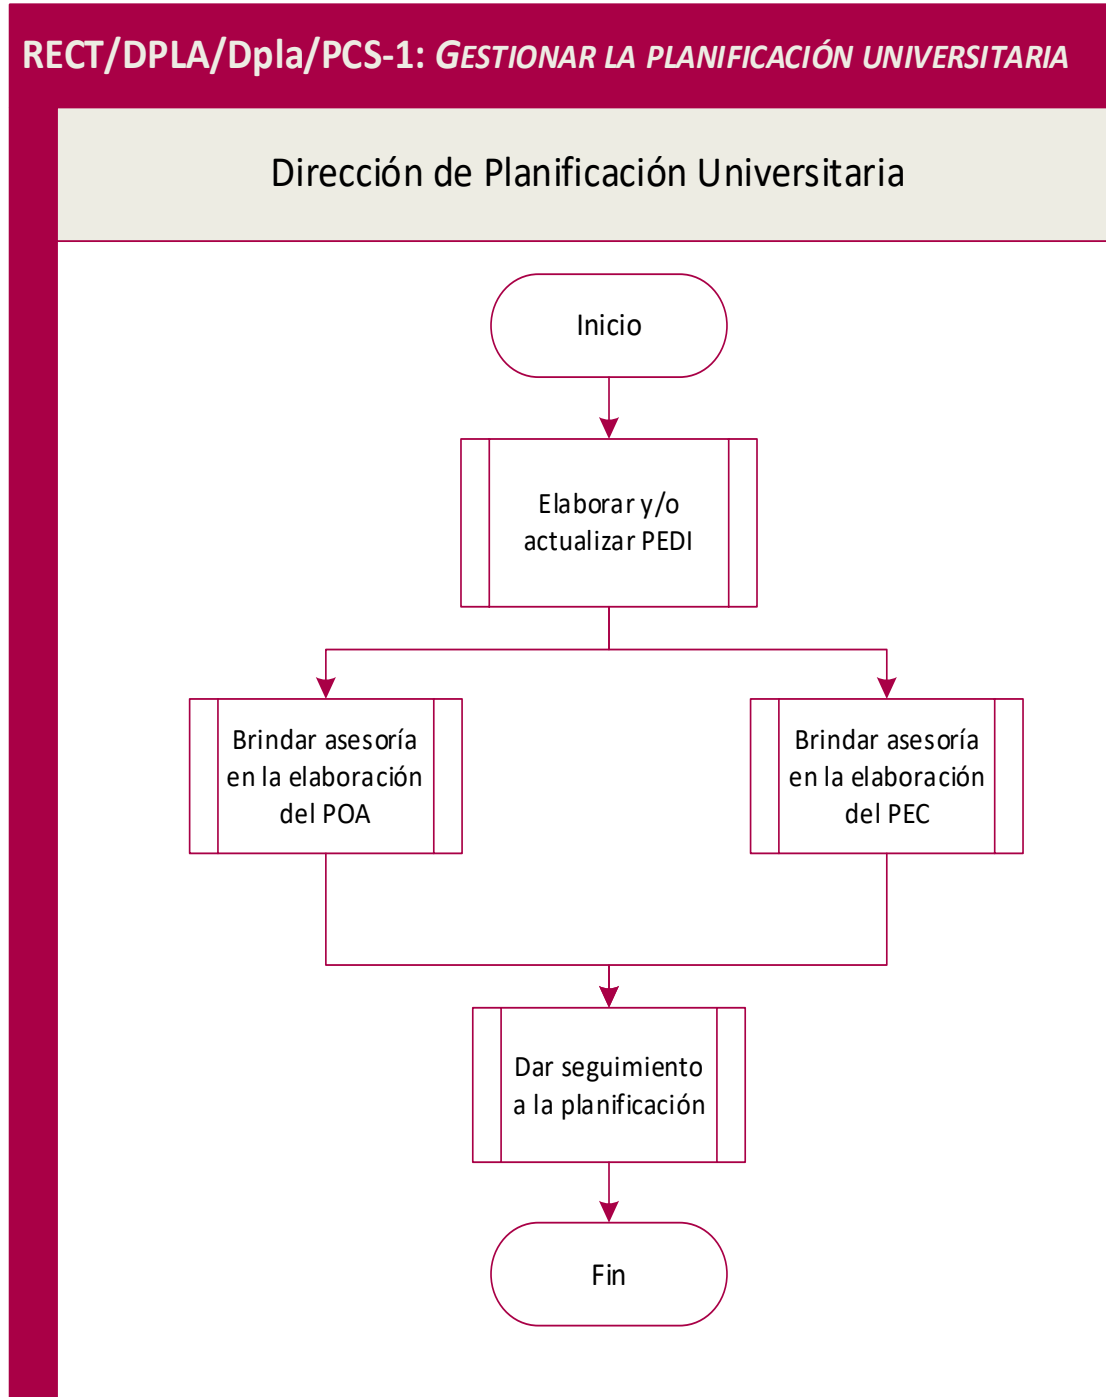 RECT/DPLA/Dpla/PCS-1: GESTIONAR LA PLANIFICACIÓN UNIVERSITARIA
Dirección de Planificación Universitaria
Inicio
Elaborar y/o
actualizar PEDI
Brindar asesoría
en la elaboración
del POA
Brindar asesoría
en la elaboración
del PEC
Dar seguimiento
a la planificación
Fin